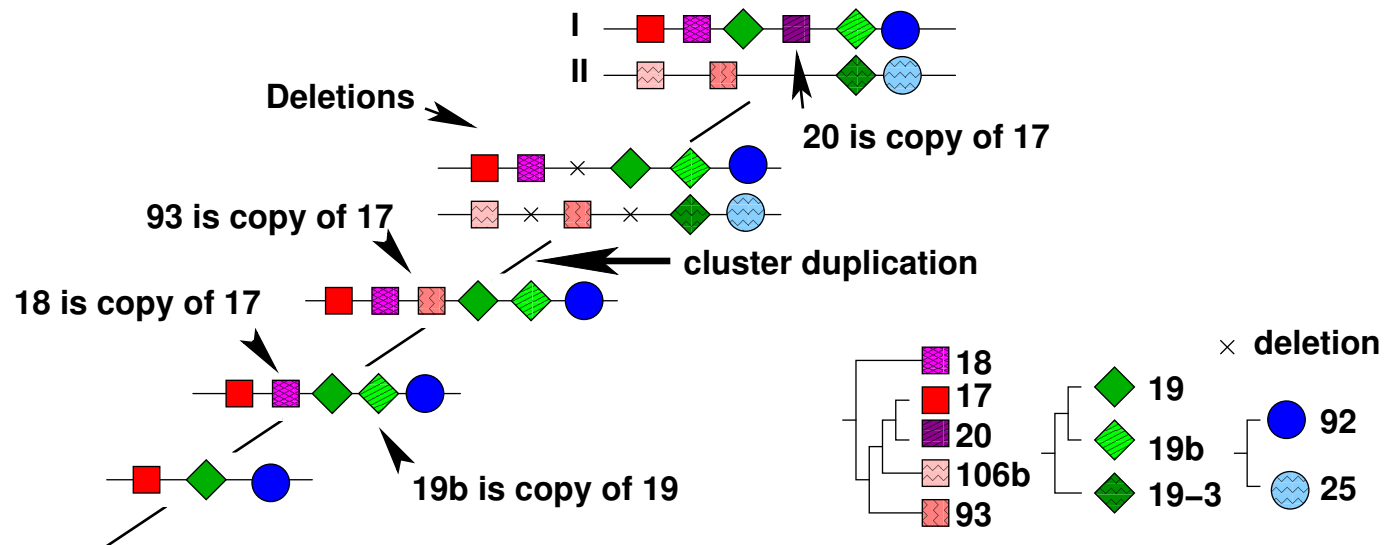 I
II
Deletions
20 is copy of 17
93 is copy of 17
cluster duplication
18 is copy of 17
19b is copy of 19
deletion
18
17
20
106b
93
19
19b
19−3
92
25